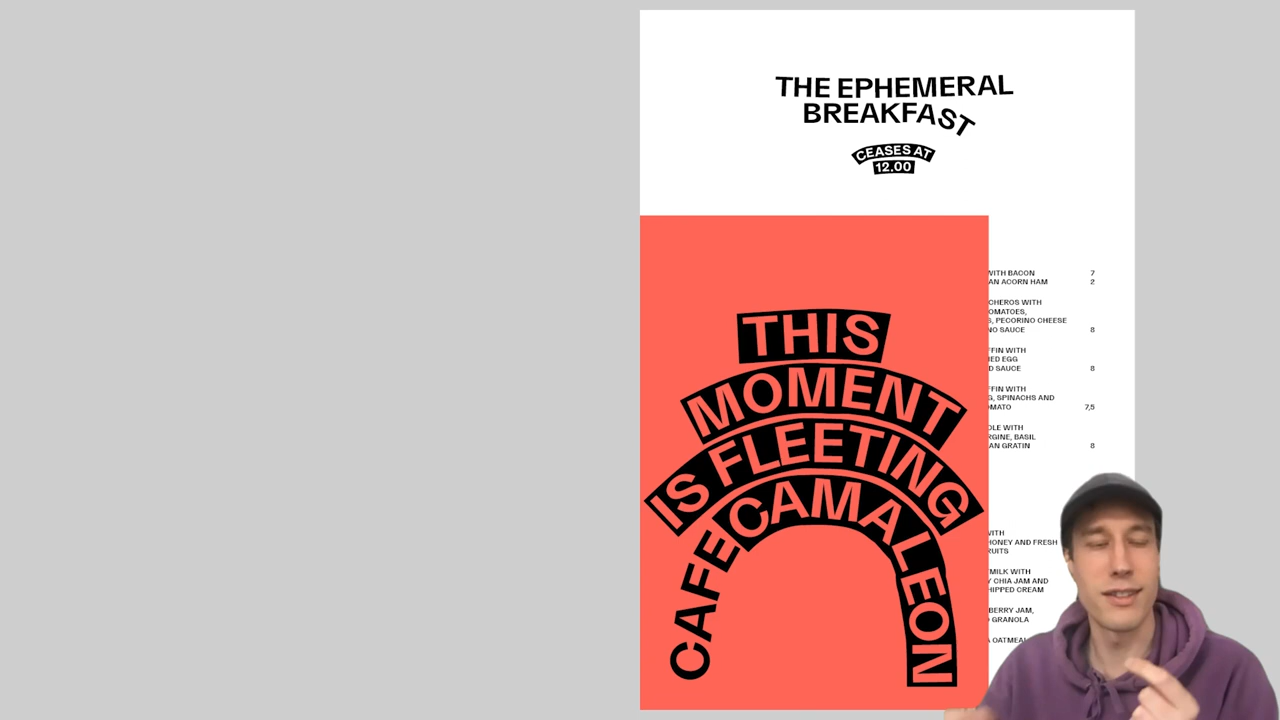 THE EPHEMERAL
BREAKFAST
CEASES AT
12.00
THIS
MOMENT
IS FLEETING
CAFE CAMALEON
WITH BACON 7
AN ACORN HAM 2
CHEROS WITH
OMATOES,
, PECORINO CHEESE
NO SAUCE 8
FFIN WITH
IED EGG
D SAUCE 8
FFIN WITH
G, SPINACHS AND
OMATO 7,5
OLE WITH
RGINE, BASIL
AN GRATIN 8
WITH
HONEY AND FRESH
RUITS
MILK WITH
Y CHIA JAM AND
HIPPED CREAM
BERRY JAM,
GRANOLA
A OATMEAL